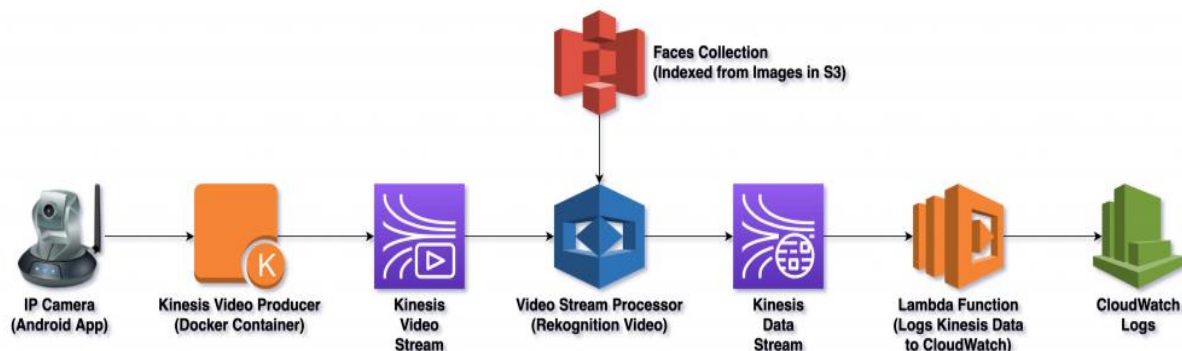 Faces Collection
(Indexed from Images in S3)
K
IP Camera
(Android App)
Kinesis Video Producer
(Docker Container)
Kinesis
Video
Stream
Video Stream Processor
(Rekognition Video)
Kinesis
Data
Stream
Lambda Function
(Logs Kinesis Data
to CloudWatch)
CloudWatch
Logs